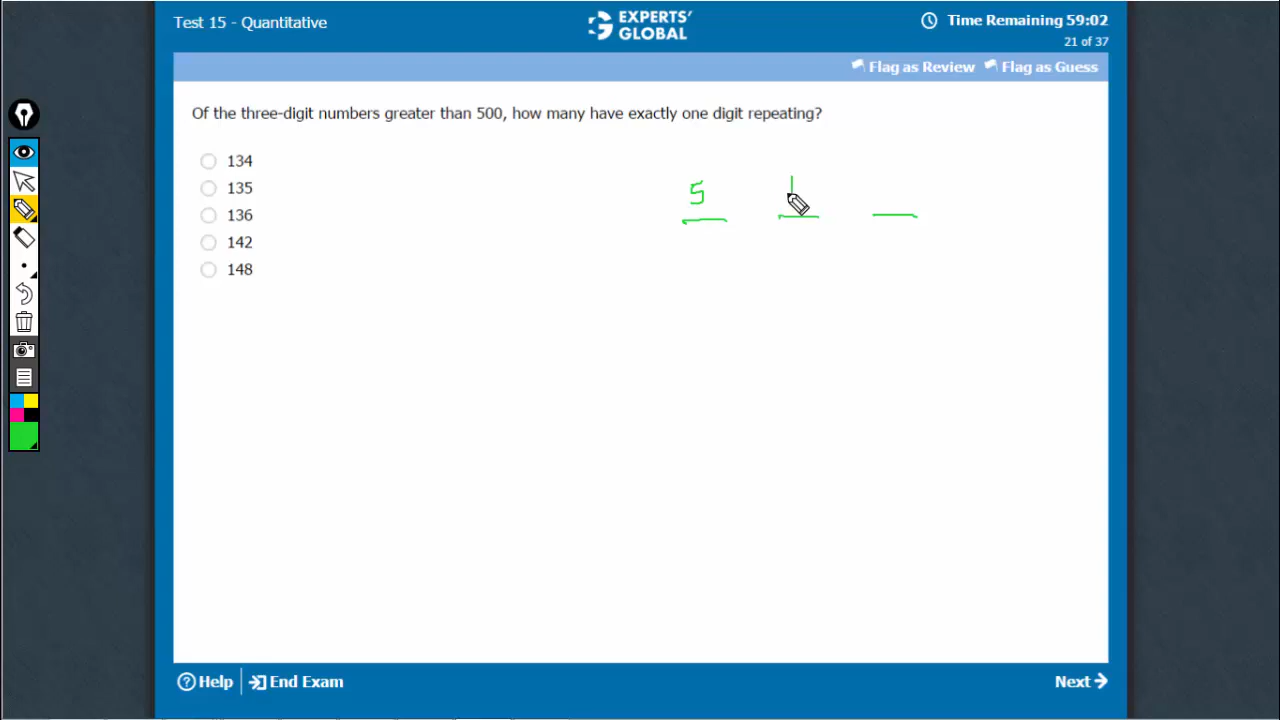 Test 15 - Quantitative
EXPERTS'
GLOBAL
Time Remaining 59:02
21 of 37
Flag as Review
Flag as Guess
Of the three-digit numbers greater than 500, how many have exactly one digit repeating?
134
135
136
142
148
5 1
Help
End Exam
Next